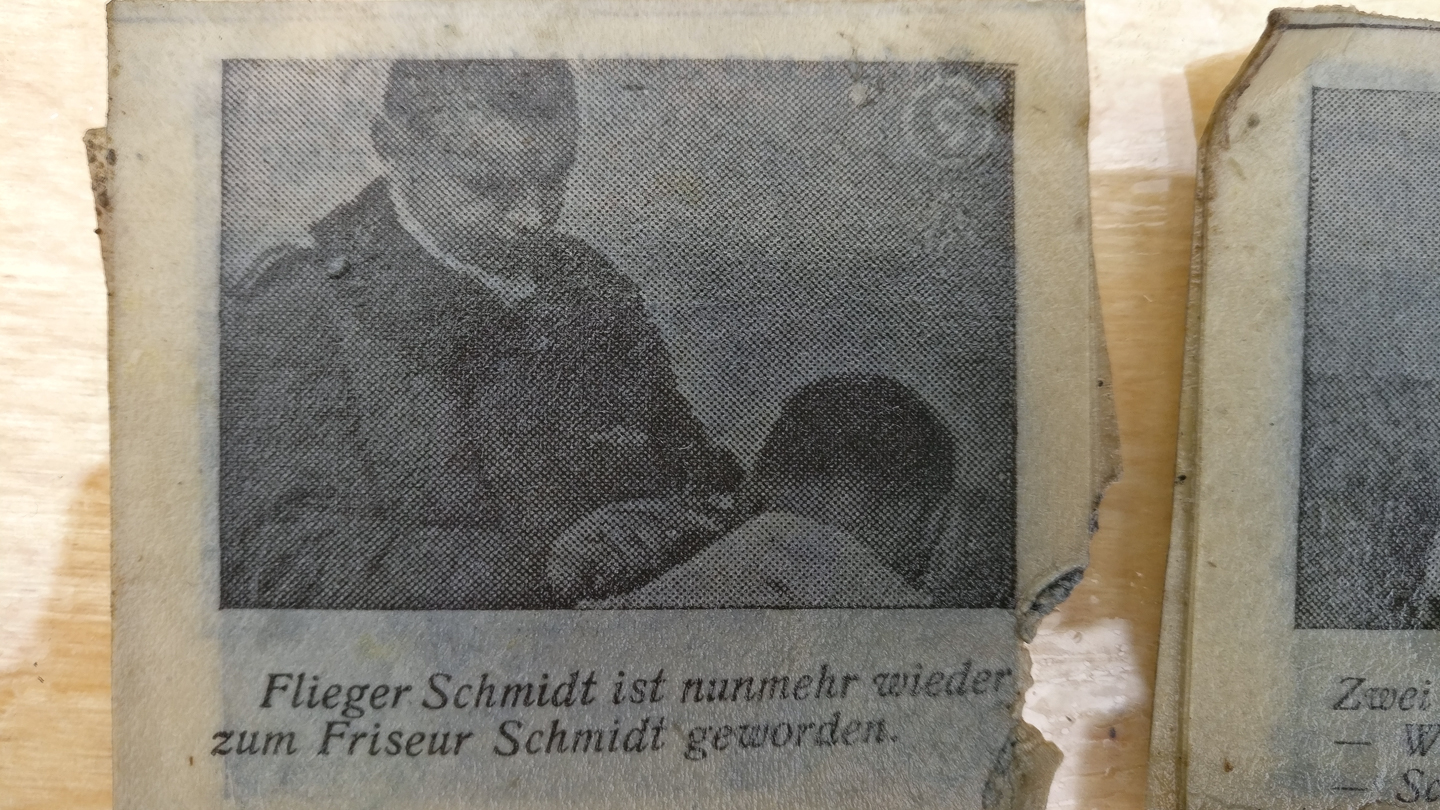 Flieger Schmidt ist nunmehr wieder
zum Friseur Schmidt geworden.
Zwei
—
—